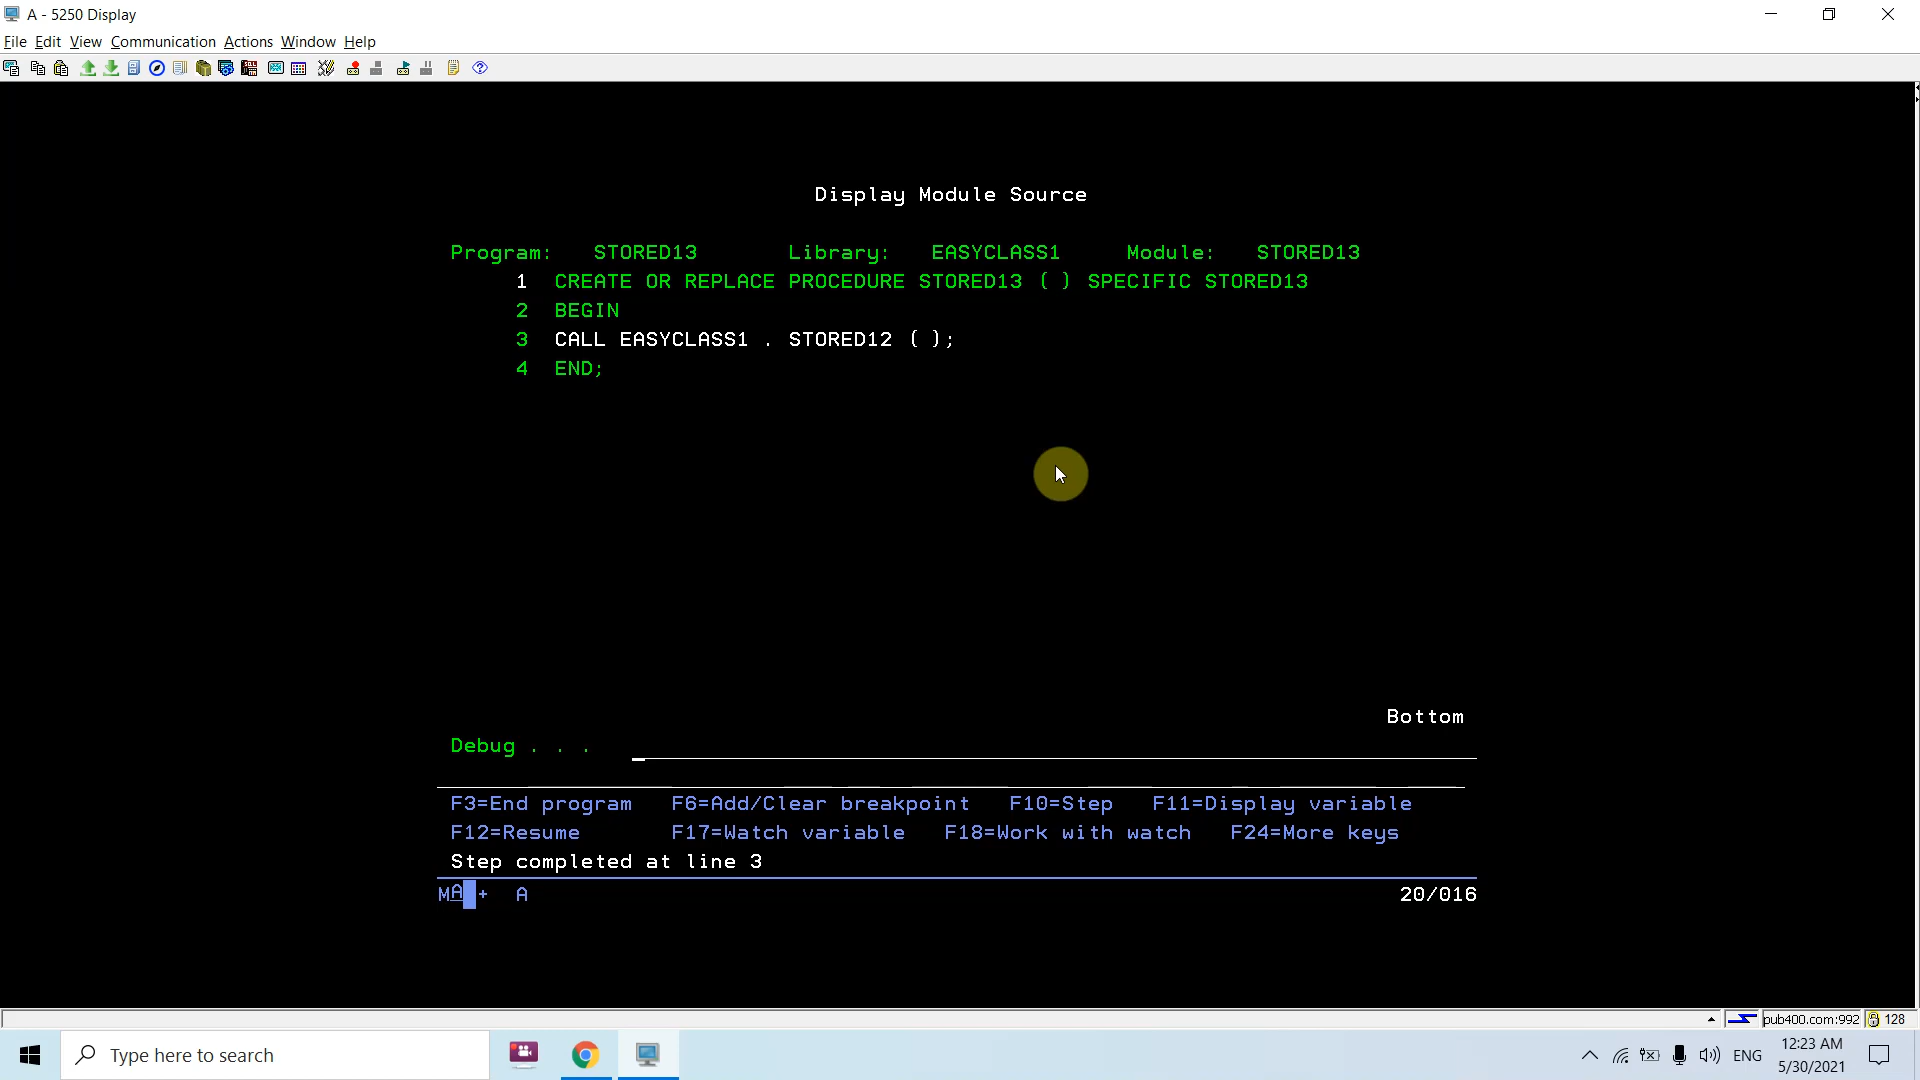 A - 5250 Display
File Edit View Communication Actions Window Help
Display Module Source
Program: STORED13 Library: EASYCLASS1 Module: STORED13
1 CREATE OR REPLACE PROCEDURE STORED13 ( ) SPECIFIC STORED13
2 BEGIN
3 CALL EASYCLASS1 . STORED12 ( );
4 END;
Bottom
Debug . . .
F3=End program F6=Add/Clear breakpoint F10=Step F11=Display variable
F12=Resume F17=Watch variable F18=Work with watch F24=More keys
Step completed at line 3
MA + A 20/016
pub400.com:992 128
Type here to search
ENG
12:23 AM
5/30/2021